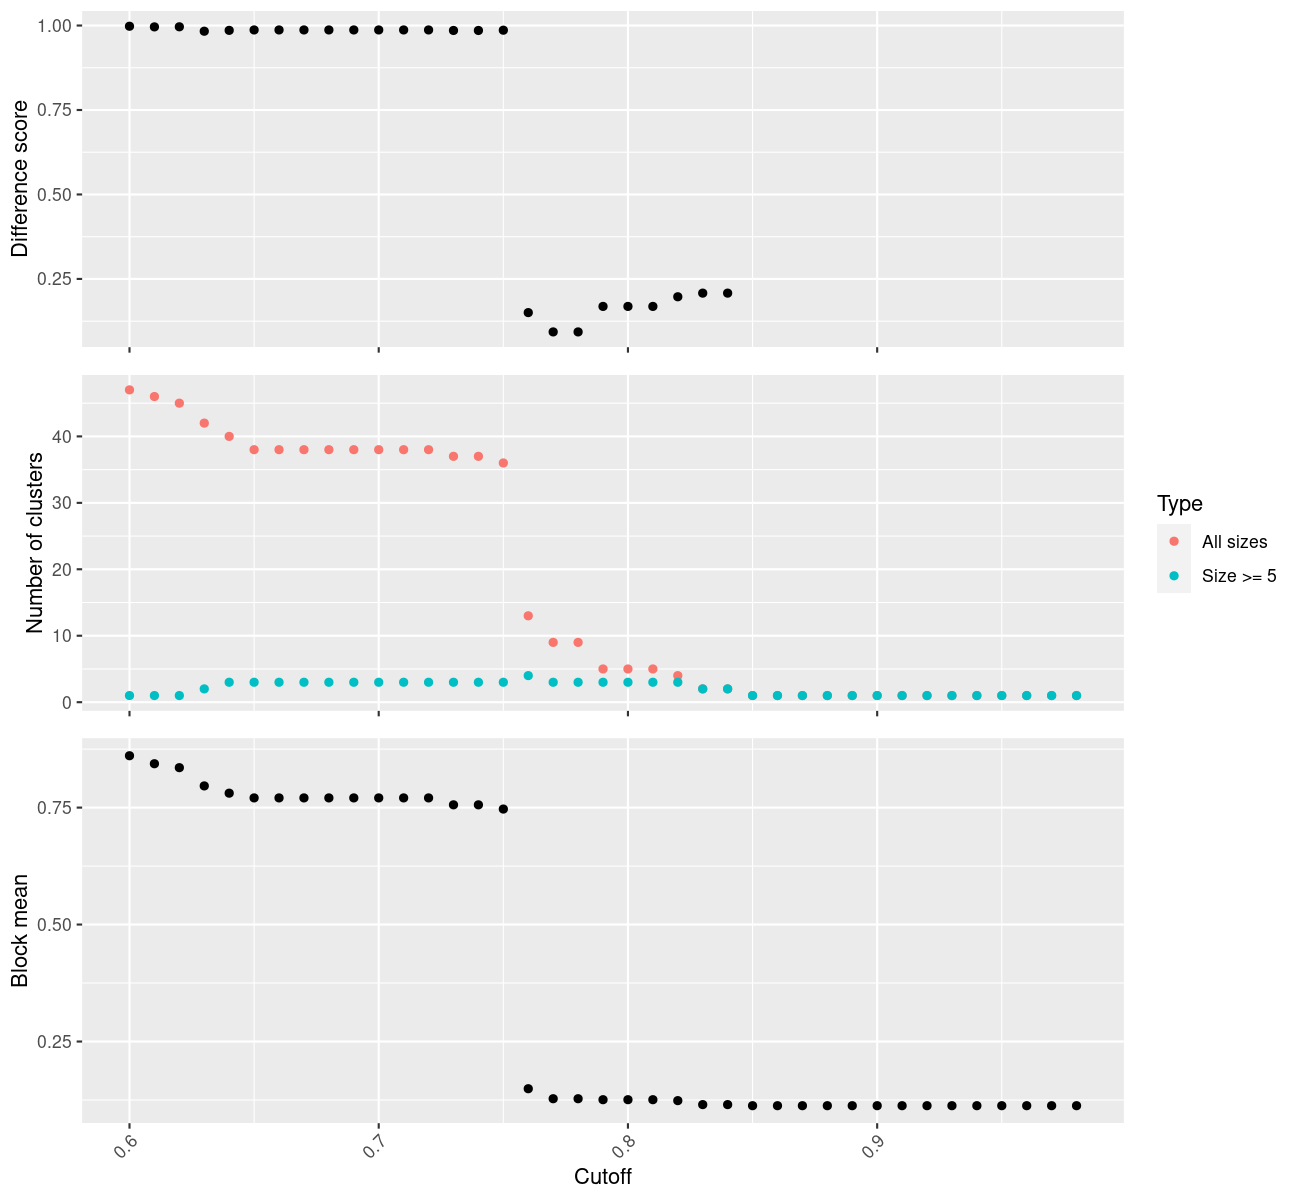 Difference score
1.00
0.75
0.50
0.25
Number of clusters
40
30
20
10
0
Type
All sizes
Size >= 5
Block mean
0.75
0.50
0.25
0.6
0.7
0.8
0.9
Cutoff